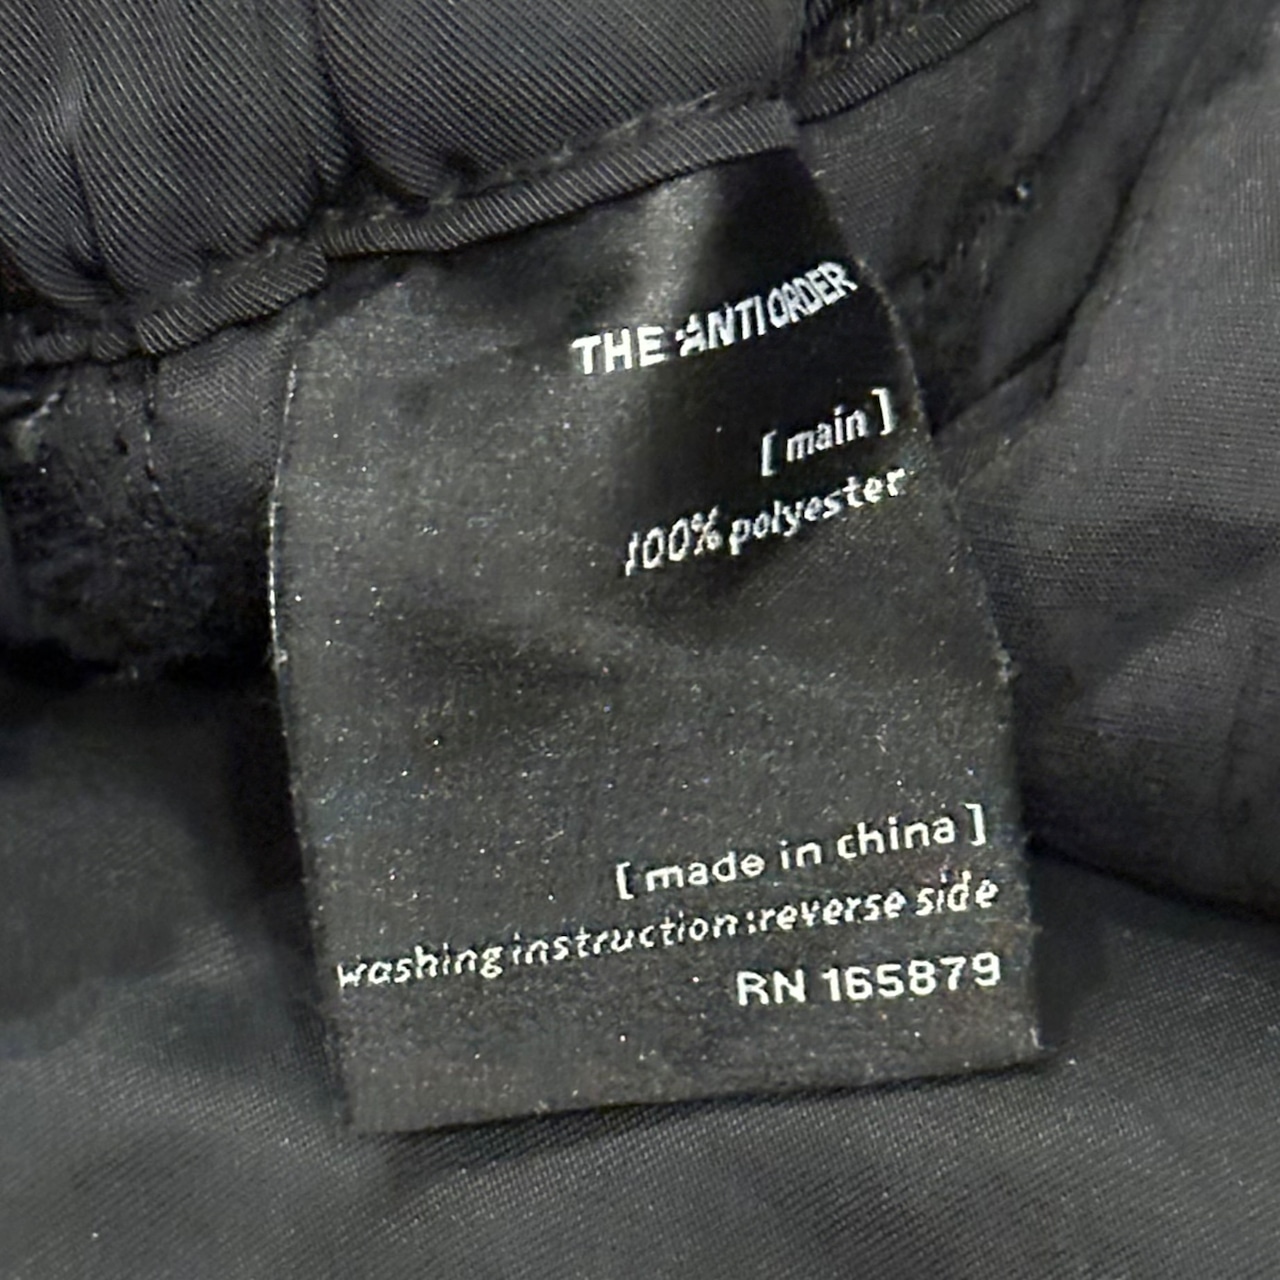 THE ANTIORDER
[ main ]
100% polyester
[ made in china ]
washing instruction:reverse side
RN 165879